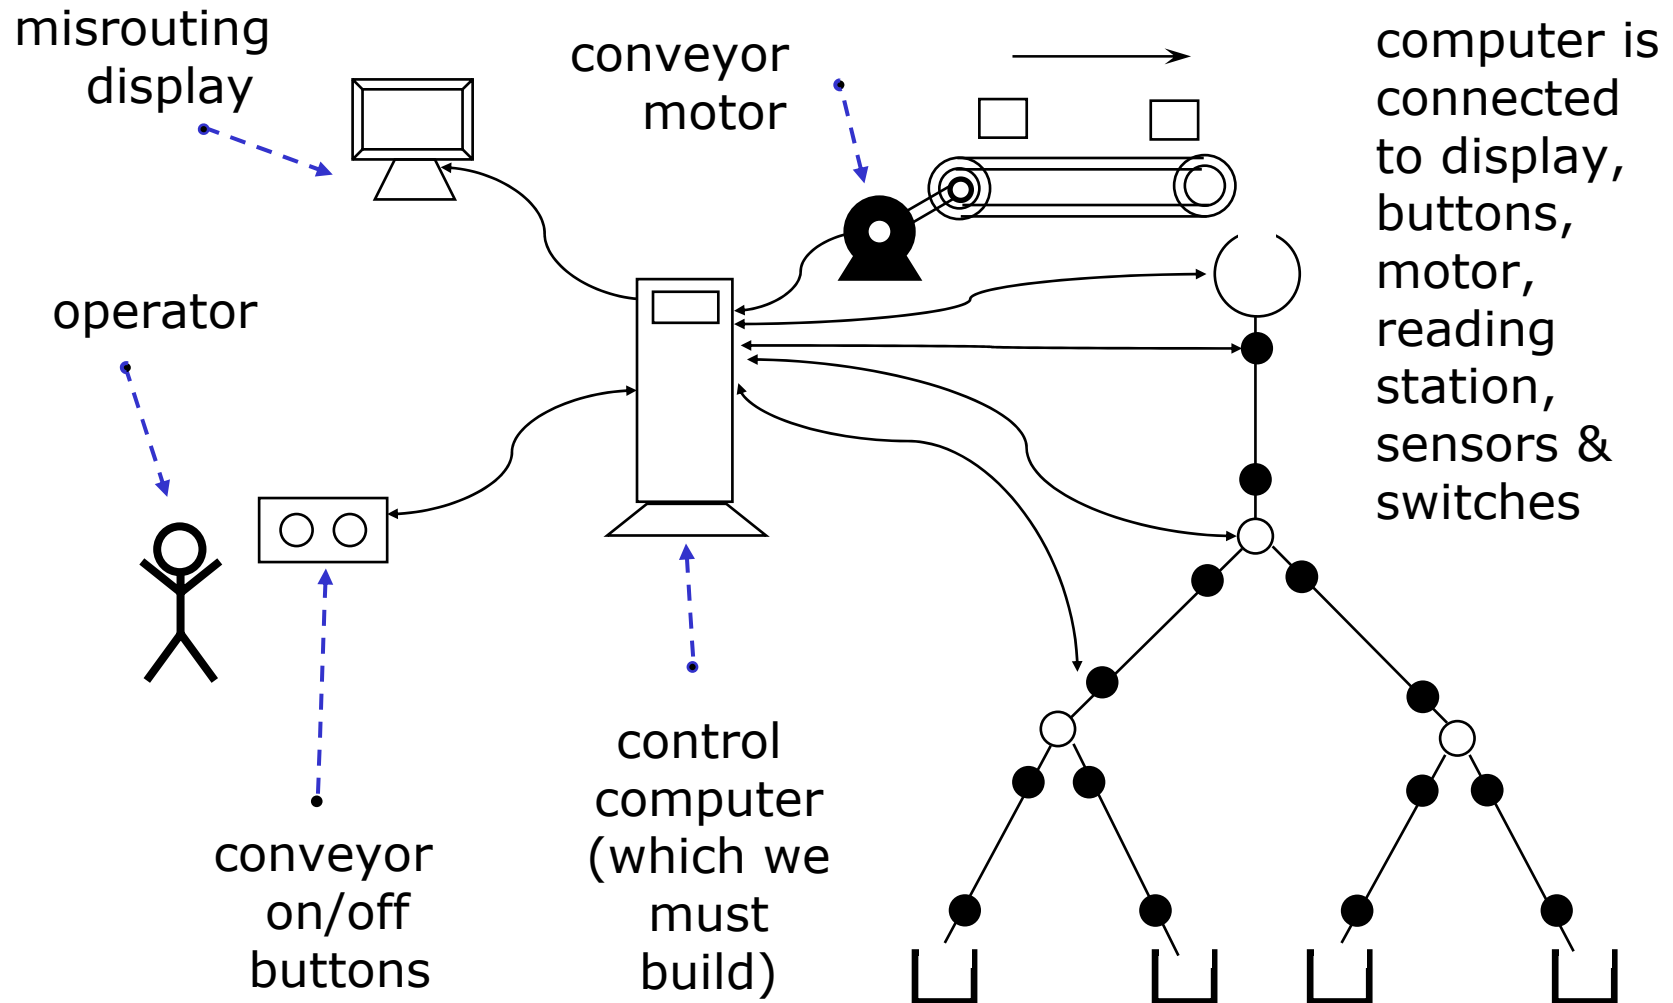 misrouting
display
conveyor
motor
computer is
connected
to display,
buttons,
motor,
reading
station,
sensors &
switches
operator
control
computer
(which we
must
build)
conveyor
on/off
buttons